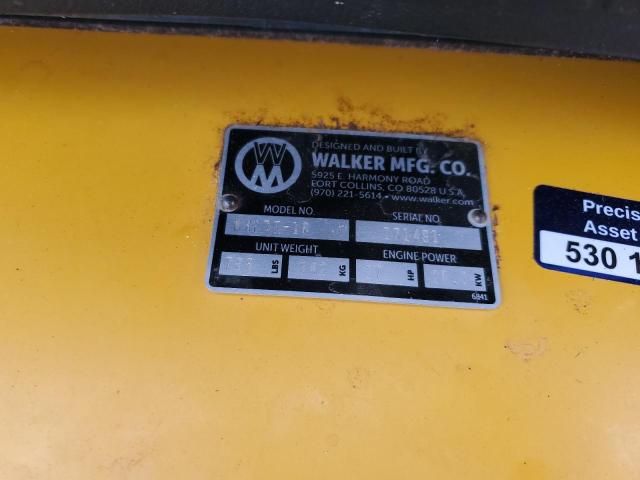 WM
DESIGNED AND BUILT BY
WALKER MFG. CO.
5925 E. HARMONY ROAD
FORT COLLINS, CO 80528 U.S.A.
(970) 221-5614 • www.walker.com
MODEL NO.
SERIAL NO.
UNIT WEIGHT
ENGINE POWER
LBS
KG
HP
KW
6841
Precis
Asset
530 1